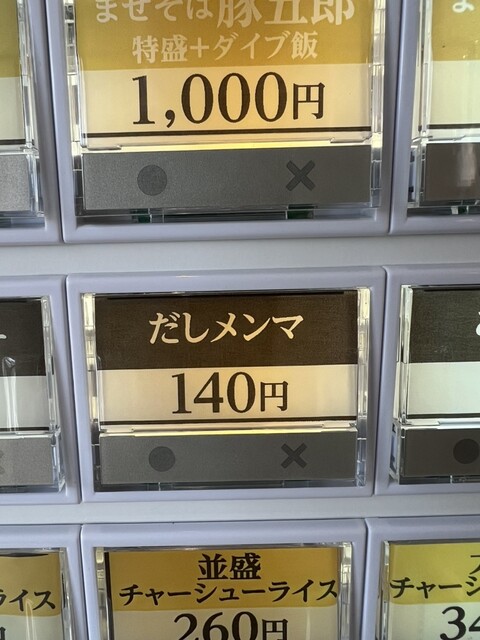 まぜそば豚五郎
特盛+ダイブ飯
1,000円
だしメンマ
140円
並盛
チャーシューライス
260円
イス
チャーシュー
34